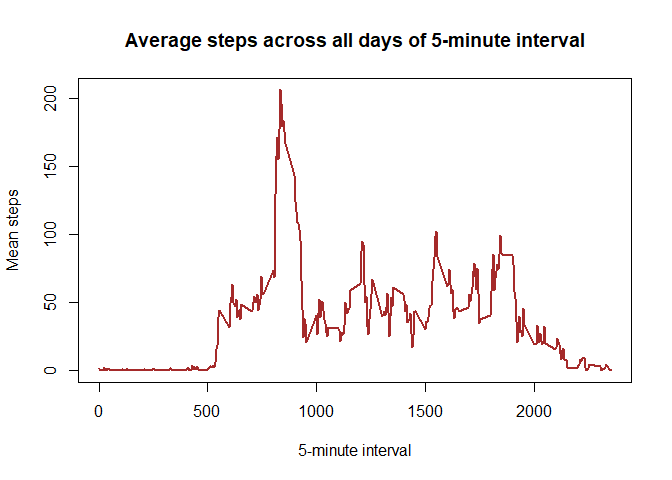 Average steps across all days of 5-minute interval
Mean steps
200
150
100
50
0
0 500 1000 1500 2000
5-minute interval